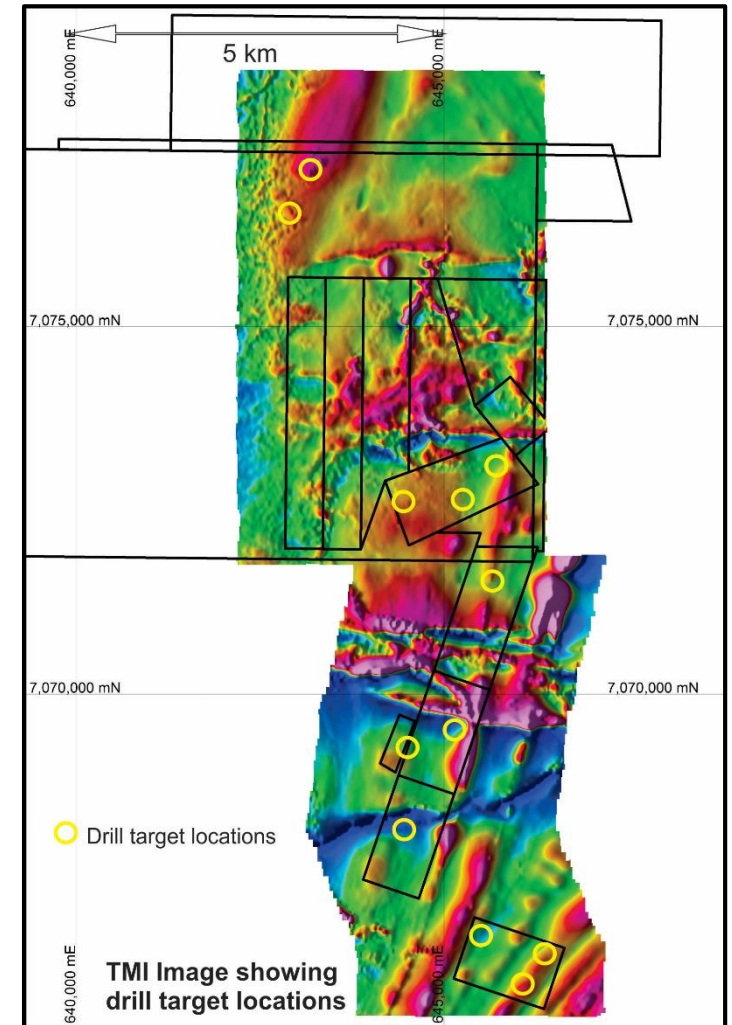 640,000 mE
645,000 mE
5 km
7,075,000 mN
7,075,000 mN
7,070,000 mN
7,070,000 mN
Drill target locations
TMI Image showing
drill target locations
640,000 mE
645,000 mE